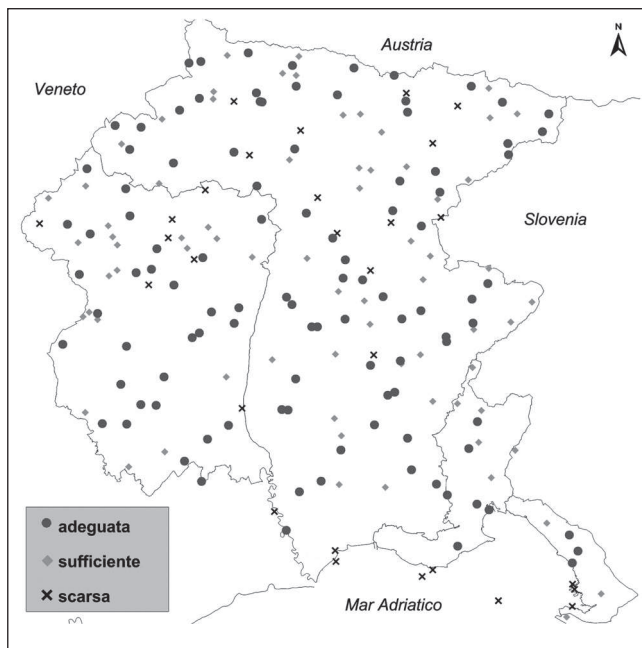 Austria
N
Veneto
Slovenia
adeguata
sufficiente
scarsa
Mar Adriatico